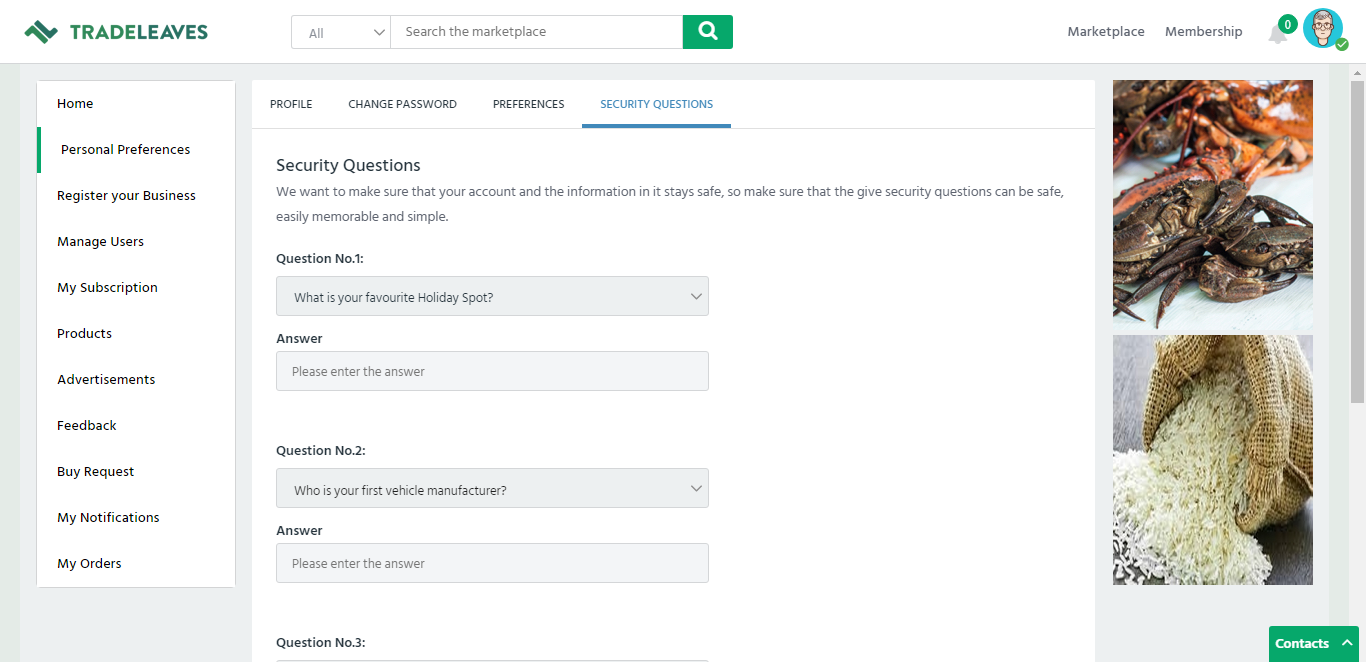 TRADELEAVES
All
Search the marketplace
Marketplace
Membership
0
Home
Personal Preferences
Register your Business
Manage Users
My Subscription
Products
Advertisements
Feedback
Buy Request
My Notifications
My Orders
PROFILE
CHANGE PASSWORD
PREFERENCES
SECURITY QUESTIONS
Security Questions
We want to make sure that your account and the information in it stays safe, so make sure that the give security questions can be safe,
easily memorable and simple.
Question No.1:
What is your favourite Holiday Spot?
Answer
Please enter the answer
Question No.2:
Who is your first vehicle manufacturer?
Answer
Please enter the answer
Question No.3:
Contacts